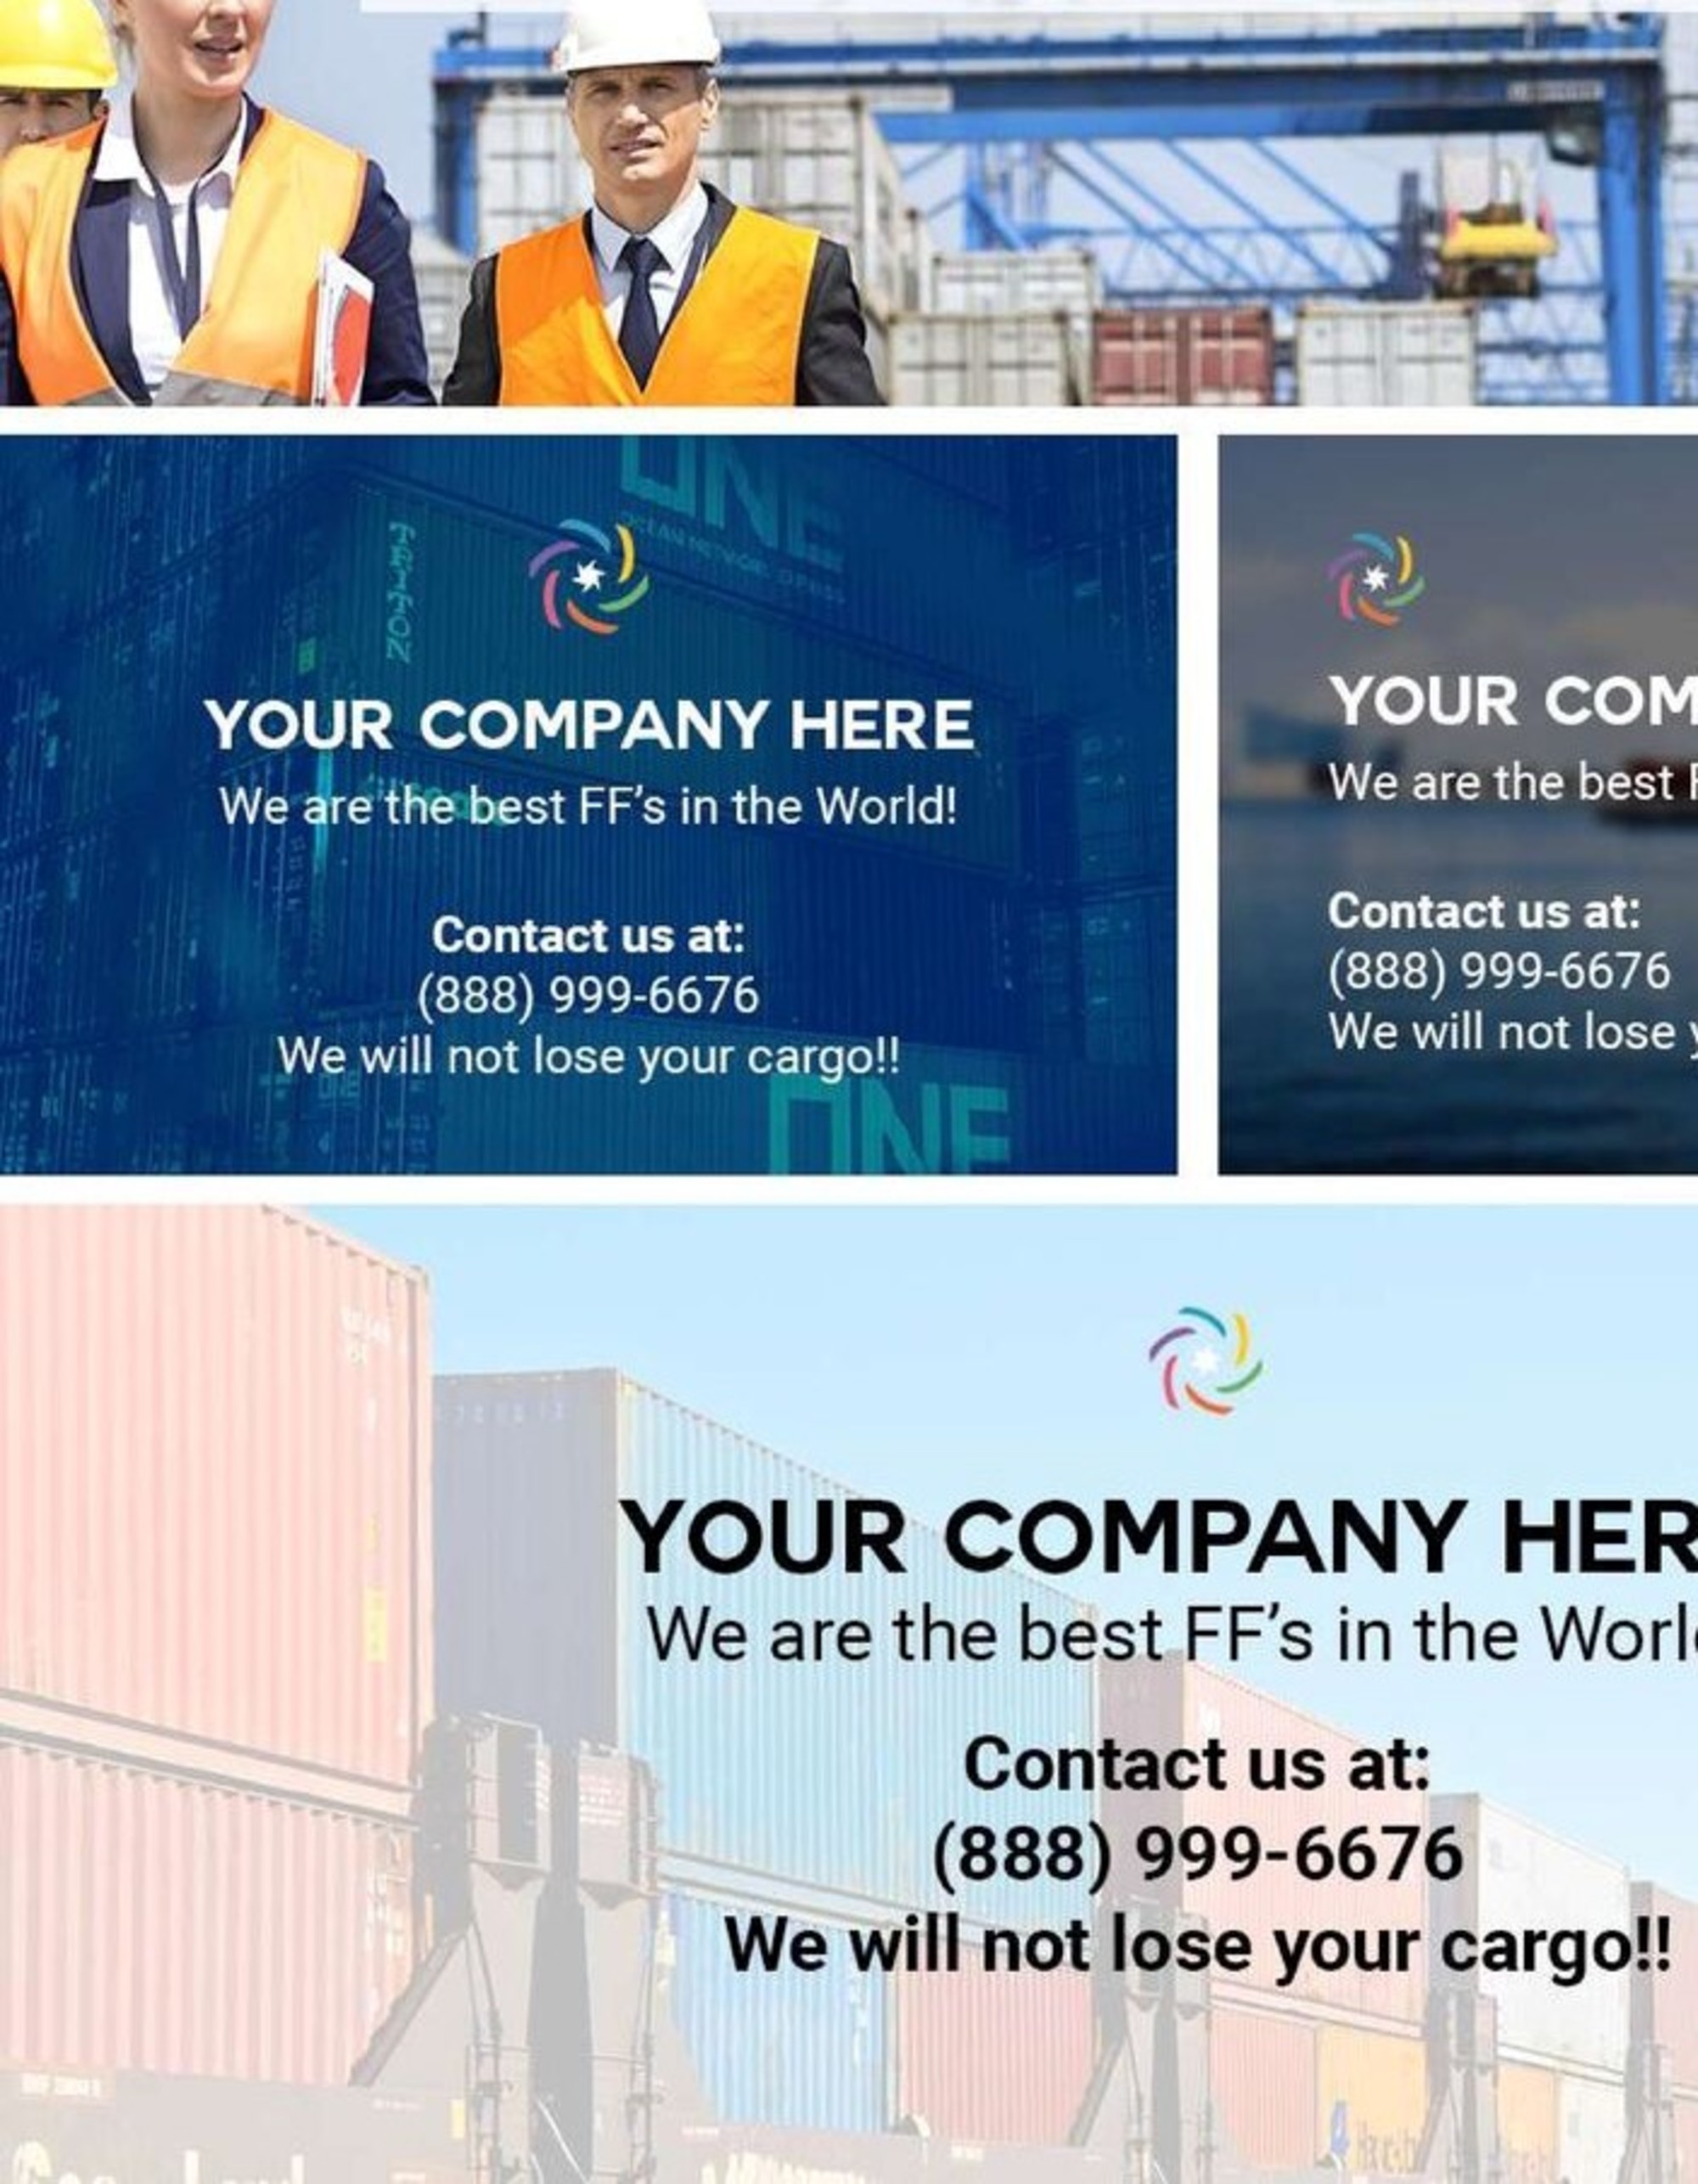 ONE
OCEAN NETWORK EXPRESS
TRITON
YOUR COMPANY HERE
We are the best FF's in the World!
Contact us at:
(888) 999-6676
We will not lose your cargo!!
ONE
YOUR COM
We are the best F
Contact us at:
(888) 999-6676
We will not lose y
YOUR COMPANY HER
We are the best FF's in the Worl
Contact us at:
(888) 999-6676
We will not lose your cargo!!